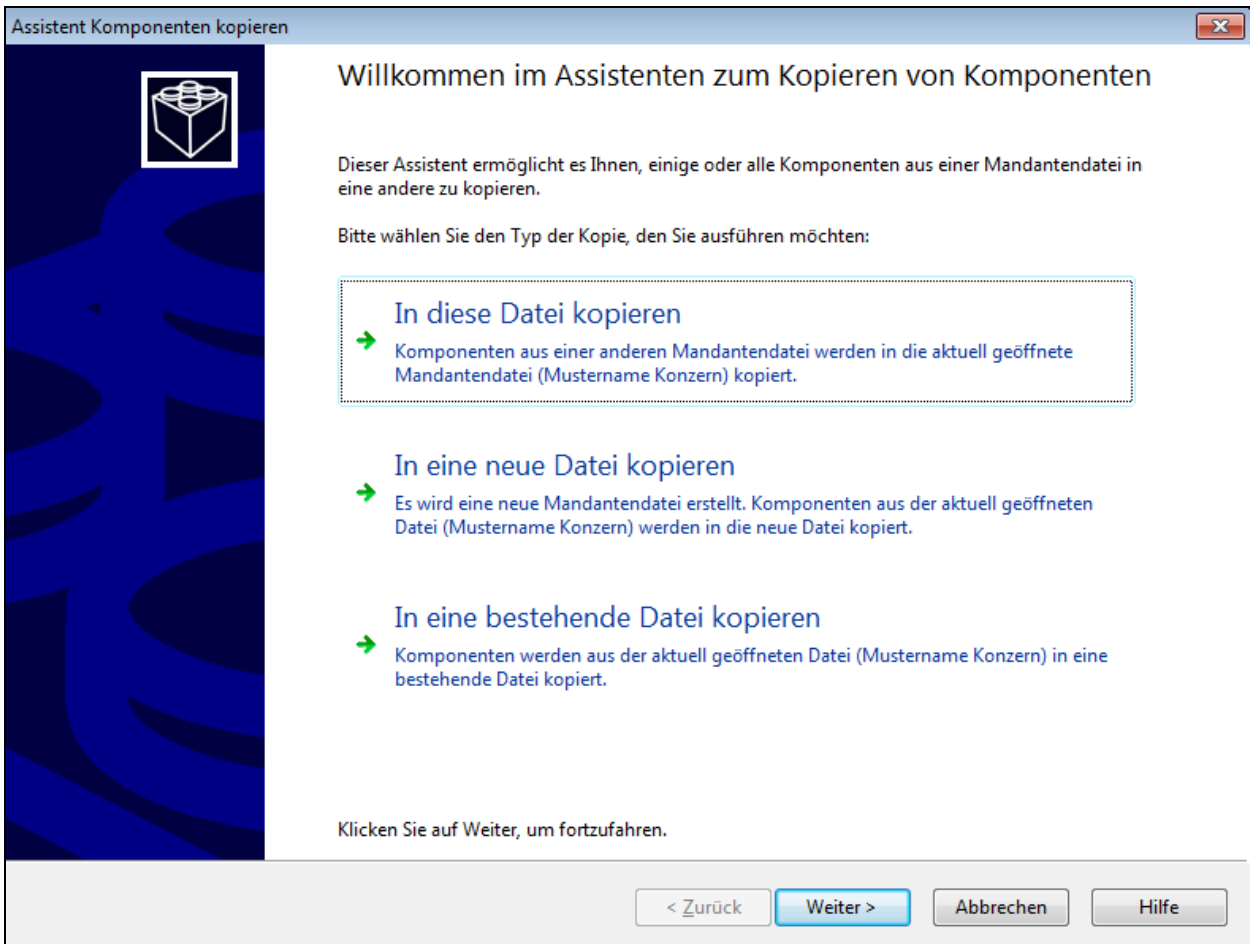 Assistent Komponenten kopieren
Willkommen im Assistenten zum Kopieren von Komponenten
Dieser Assistent ermöglicht es Ihnen, einige oder alle Komponenten aus einer Mandantendatei in
eine andere zu kopieren.
Bitte wählen Sie den Typ der Kopie, den Sie ausführen möchten:
In diese Datei kopieren
Komponenten aus einer anderen Mandantendatei werden in die aktuell geöffnete
Mandantendatei (Mustername Konzern) kopiert.
In eine neue Datei kopieren
Es wird eine neue Mandantendatei erstellt. Komponenten aus der aktuell geöffneten
Datei (Mustername Konzern) werden in die neue Datei kopiert.
In eine bestehende Datei kopieren
Komponenten werden aus der aktuell geöffneten Datei (Mustername Konzern) in eine
bestehende Datei kopiert.
Klicken Sie auf Weiter, um fortzufahren.
< Zurück Weiter > Abbrechen Hilfe